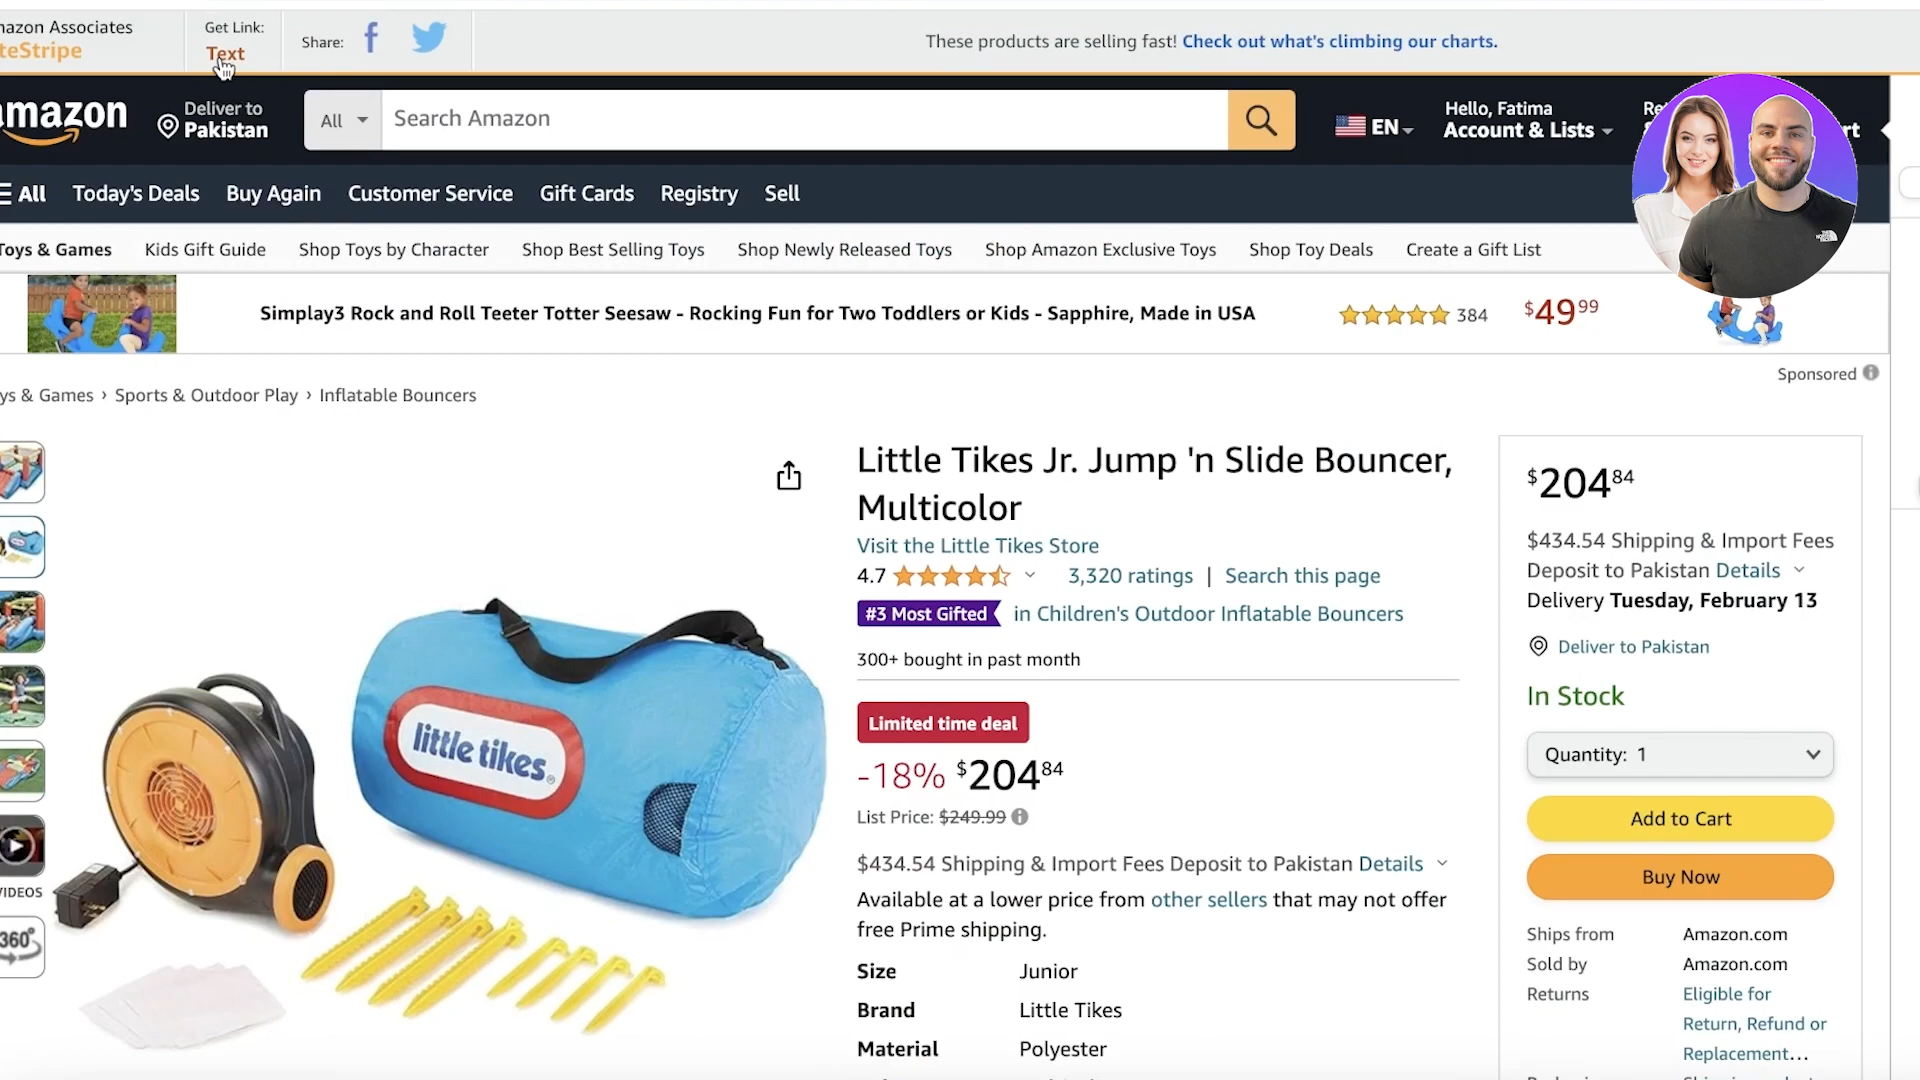 mazon Associates
teStripe
Get Link:
Text
Share:
These products are selling fast! Check out what's climbing our charts.
amazon
Deliver to
Pakistan
All
Search Amazon
EN
Hello, Fatima
Account & Lists
All
Today's Deals
Buy Again
Customer Service
Gift Cards
Registry
Sell
Toys & Games
Kids Gift Guide
Shop Toys by Character
Shop Best Selling Toys
Shop Newly Released Toys
Shop Amazon Exclusive Toys
Shop Toy Deals
Create a Gift List
Simplay3 Rock and Roll Teeter Totter Seesaw - Rocking Fun for Two Toddlers or Kids - Sapphire, Made in USA
384
$49 99
Sponsored
ys & Games › Sports & Outdoor Play › Inflatable Bouncers
VIDEOS
360°
little tikes
Little Tikes Jr. Jump 'n Slide Bouncer,
Multicolor
Visit the Little Tikes Store
4.7
3,320 ratings | Search this page
#3 Most Gifted in Children's Outdoor Inflatable Bouncers
300+ bought in past month
Limited time deal
-18% $204 84
List Price: $249.99
$434.54 Shipping & Import Fees Deposit to Pakistan Details
Available at a lower price from other sellers that may not offer
free Prime shipping.
Size Junior
Brand Little Tikes
Material Polyester
$204 84
$434.54 Shipping & Import Fees
Deposit to Pakistan Details
Delivery Tuesday, February 13
Deliver to Pakistan
In Stock
Quantity: 1
Add to Cart
Buy Now
Ships from Amazon.com
Sold by Amazon.com
Returns Eligible for
Return, Refund or
Replacement...